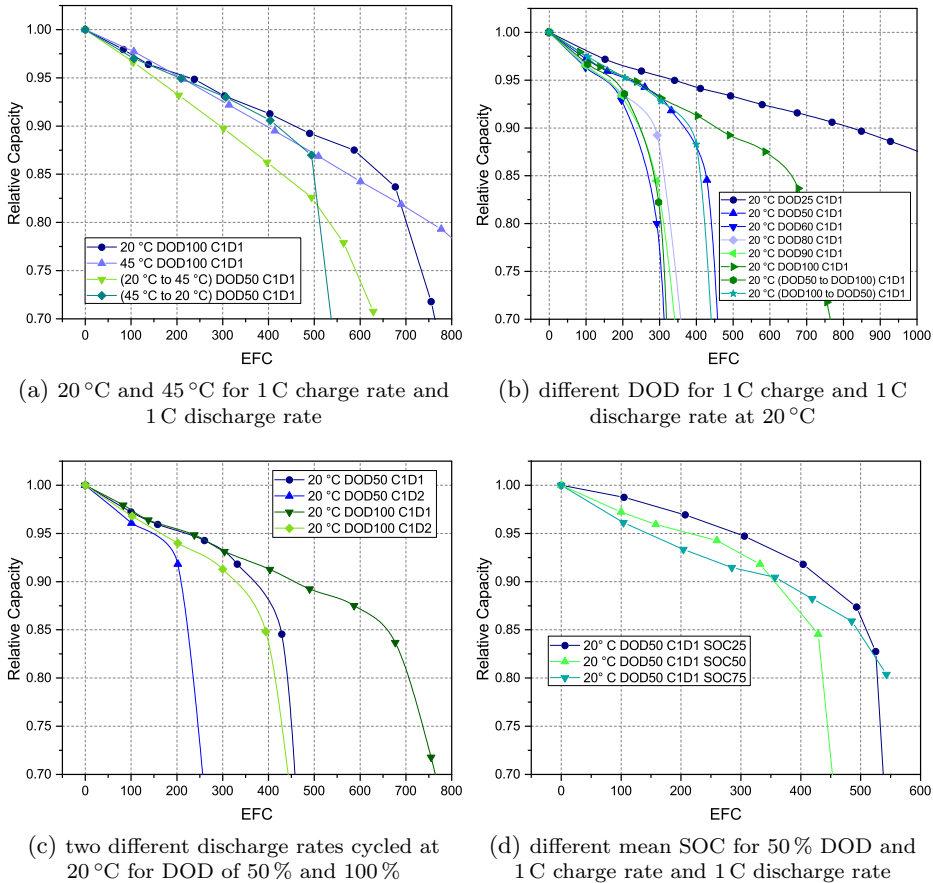 1.00
0.95
0.90
0.85
0.80
0.75
0.70
Relative Capacity
0 100 200 300 400 500 600 700 800
EFC
20 °C DOD100 C1D1
45 °C DOD100 C1D1
(20 °C to 45 °C) DOD50 C1D1
(45 °C to 20 °C) DOD50 C1D1
(a) 20 °C and 45 °C for 1 C charge rate and
1 C discharge rate
1.00
0.95
0.90
0.85
0.80
0.75
0.70
Relative Capacity
0 100 200 300 400 500 600 700 800 900 1000
EFC
20 °C DOD25 C1D1
20 °C DOD50 C1D1
20 °C DOD60 C1D1
20 °C DOD80 C1D1
20 °C DOD90 C1D1
20 °C DOD100 C1D1
20 °C (DOD50 to DOD100) C1D1
20 °C (DOD100 to DOD50) C1D1
(b) different DOD for 1 C charge and 1 C
discharge rate at 20 °C
1.00
0.95
0.90
0.85
0.80
0.75
0.70
Relative Capacity
0 100 200 300 400 500 600 700 800
EFC
20 °C DOD50 C1D1
20 °C DOD50 C1D2
20 °C DOD100 C1D1
20 °C DOD100 C1D2
(c) two different discharge rates cycled at
20 °C for DOD of 50 % and 100 %
1.00
0.95
0.90
0.85
0.80
0.75
0.70
Relative Capacity
0 100 200 300 400 500 600
EFC
20° C DOD50 C1D1 SOC25
20° C DOD50 C1D1 SOC50
20° C DOD50 C1D1 SOC75
(d) different mean SOC for 50 % DOD and
1 C charge rate and 1 C discharge rate